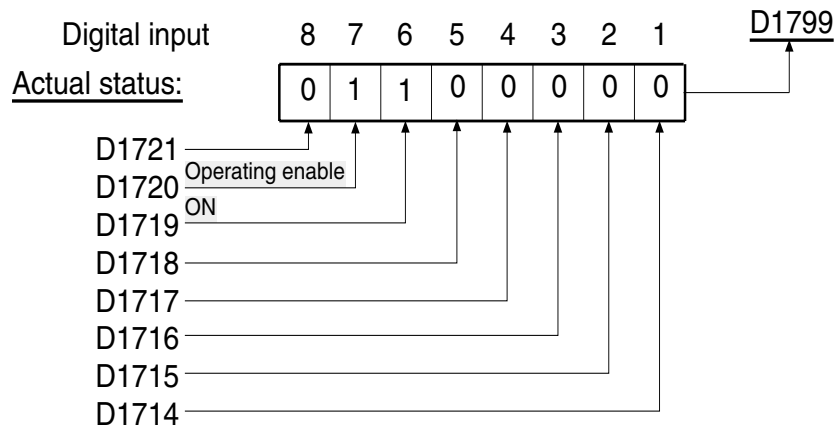 Digital input 8 7 6 5 4 3 2 1 D1799
Actual status: 0 1 1 0 0 0 0 0
D1721
D1720 Operating enable
D1719 ON
D1718
D1717
D1716
D1715
D1714